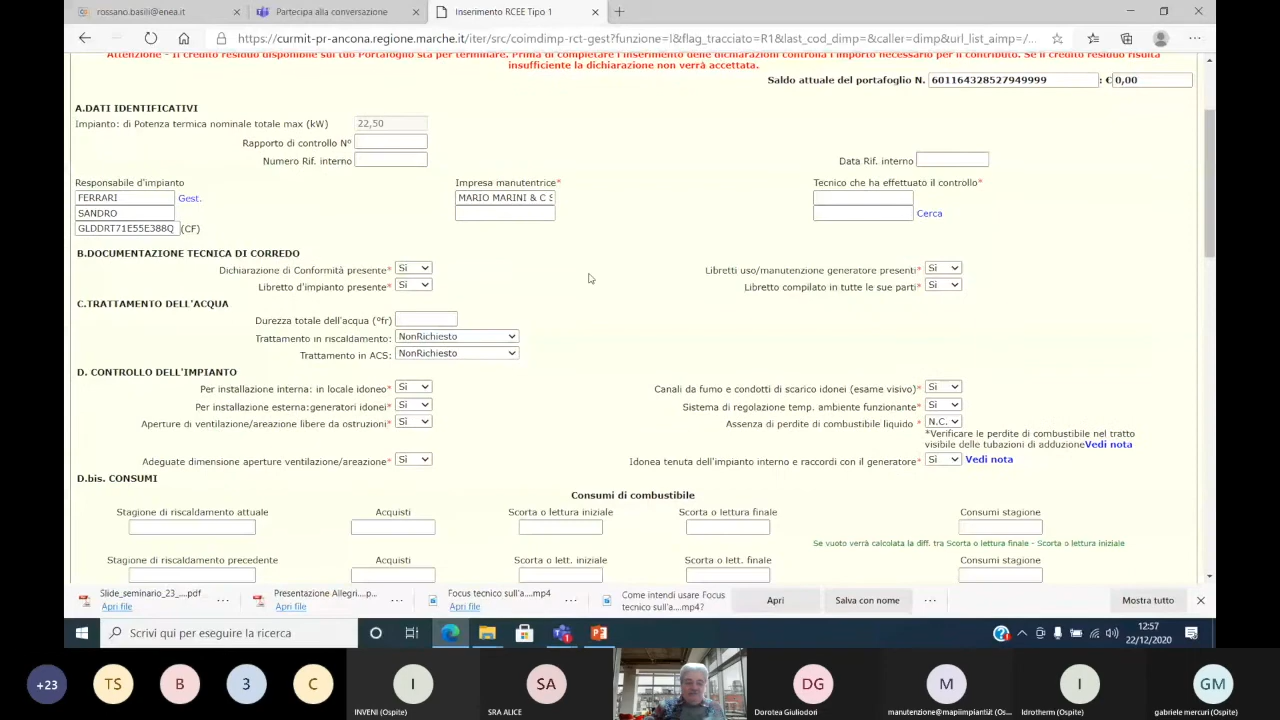 rossano.basili@enea.it
Partecipa alla conversazione
Inserimento RCEE Tipo 1
https://curmit-pr-ancona.regione.marche.it/iter/src/coimdimp-rct-gest?funzione=I&flag_tracciato=R1&last_cod_dimp=&caller=dimp&url_list_aimp=/...
Attenzione - Il credito residuo disponibile sul tuo Portafoglio sta per terminare. Prima di completare l'inserimento delle dichiarazioni controlla l'importo necessario per il contributo. Se il credito residuo risulta
insufficiente la dichiarazione non verrà accettata.
Saldo attuale del portafoglio N. 601164328527949999 : € 0,00
A.DATI IDENTIFICATIVI
Impianto: di Potenza termica nominale totale max (kW) 22,50
Rapporto di controllo N°
Numero Rif. interno Data Rif. interno
Responsabile d'impianto Impresa manutentrice* Tecnico che ha effettuato il controllo*
FERRARI Gest. MARIO MARINI & C S
SANDRO Cerca
GLDDRT71E55E388Q (CF)
B.DOCUMENTAZIONE TECNICA DI CORREDO
Dichiarazione di Conformità presente* Si Libretti uso/manutenzione generatore presenti* Si
Libretto d'impianto presente* Si Libretto compilato in tutte le sue parti* Si
C.TRATTAMENTO DELL'ACQUA
Durezza totale dell'acqua (°fr)
Trattamento in riscaldamento: NonRichiesto
Trattamento in ACS: NonRichiesto
D. CONTROLLO DELL'IMPIANTO
Per installazione interna: in locale idoneo* Si Canali da fumo e condotti di scarico idonei (esame visivo)* Si
Per installazione esterna:generatori idonei* Si Sistema di regolazione temp. ambiente funzionante* Si
Aperture di ventilazione/areazione libere da ostruzioni* Si Assenza di perdite di combustibile liquido * N.C.
*Verificare le perdite di combustibile nel tratto
visibile delle tubazioni di adduzioneVedi nota
Adeguate dimensione aperture ventilazione/areazione* Si Idonea tenuta dell'impianto interno e raccordi con il generatore* Si Vedi nota
D.bis. CONSUMI
Consumi di combustibile
Stagione di riscaldamento attuale Acquisti Scorta o lettura iniziale Scorta o lettura finale Consumi stagione
Se vuoto verrà calcolata la diff. tra Scorta o lettura finale - Scorta o lettura iniziale
Stagione di riscaldamento precedente Acquisti Scorta o lett. iniziale Scorta o lett. finale Consumi stagione
Slide_seminario_23_....pdf
Apri file
Presentazione Allegri....p...
Apri file
Focus tecnico sull'a....mp4
Apri file
Come intendi usare Focus
tecnico sull'a....mp4?
Apri
Salva con nome
Mostra tutto
Scrivi qui per eseguire la ricerca
12:57
22/12/2020
+23
TS
B
3
C
I
INVENI (Ospite)
SA
SRA ALICE
DG
Dorotea Giuliodori
M
manutenzione@mapiimpianti.it (Os...
I
Idrotherm (Ospite)
GM
gabriele mercuri (Ospite)